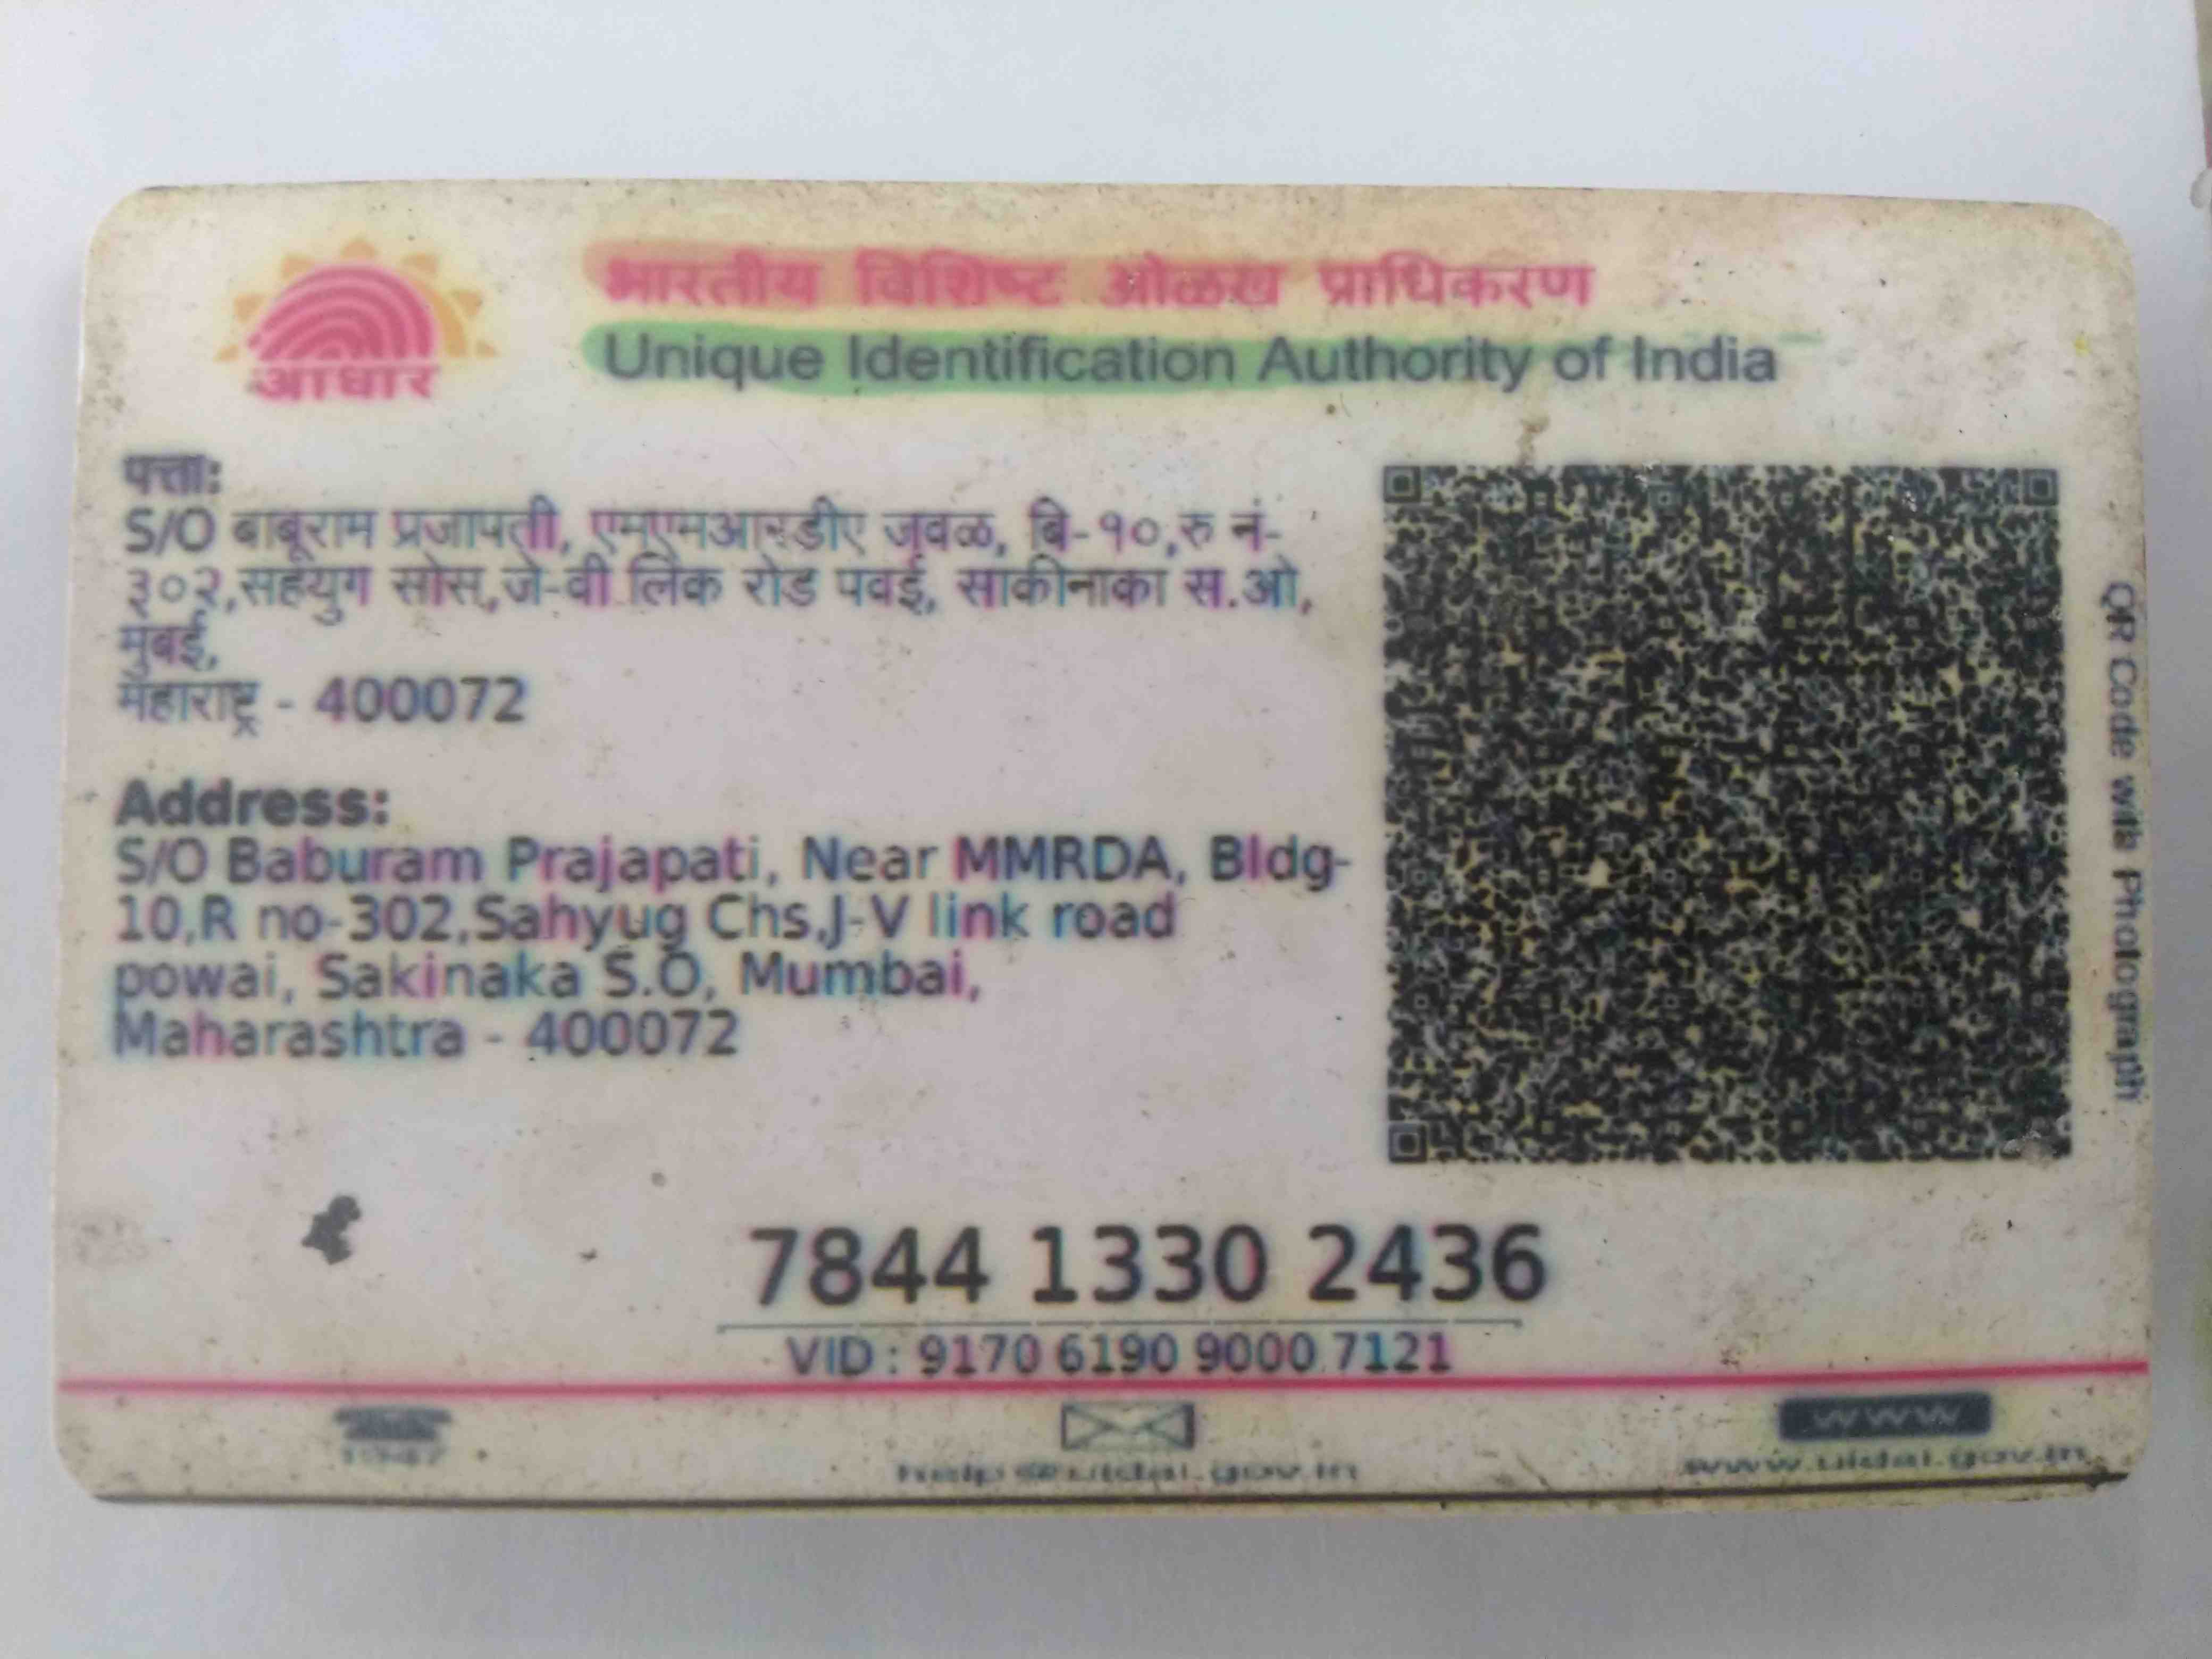 आधार
भारतीय विशिष्ट ओळख प्राधिकरण
Unique Identification Authority of India
पत्ता:
S/O बाबूराम प्रजापती, एमएमआरडीए जवळ, बि-१०,रु नं-
३०२,सहयुग सोस,जे-वी लिंक रोड पवई, साकीनाका स.ओ,
मुंबई,
महाराष्ट्र - 400072
Address:
S/O Baburam Prajapati, Near MMRDA, Bldg-
10,R no-302,Sahyug Chs,J-V link road
powai, Sakinaka S.O, Mumbai,
Maharashtra - 400072
QR Code with Photograph
7844 1330 2436
VID : 9170 6190 9000 7121
www
help@uidai.gov.in
www.uidai.gov.in